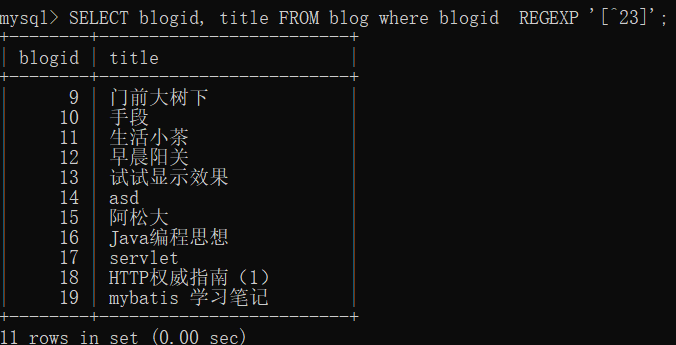 mysql> SELECT blogid, title FROM blog where blogid  REGEXP '[^23]';
+--------+-------------------------+
| blogid | title                   |
+--------+-------------------------+
|      9 | 门前大树下              |
|     10 | 手段                    |
|     11 | 生活小茶                |
|     12 | 早晨阳关                |
|     13 | 试试显示效果            |
|     14 | asd                     |
|     15 | 阿松大                  |
|     16 | Java编程思想            |
|     17 | servlet                 |
|     18 | HTTP权威指南（1）       |
|     19 | mybatis 学习笔记        |
+--------+-------------------------+
11 rows in set (0.00 sec)